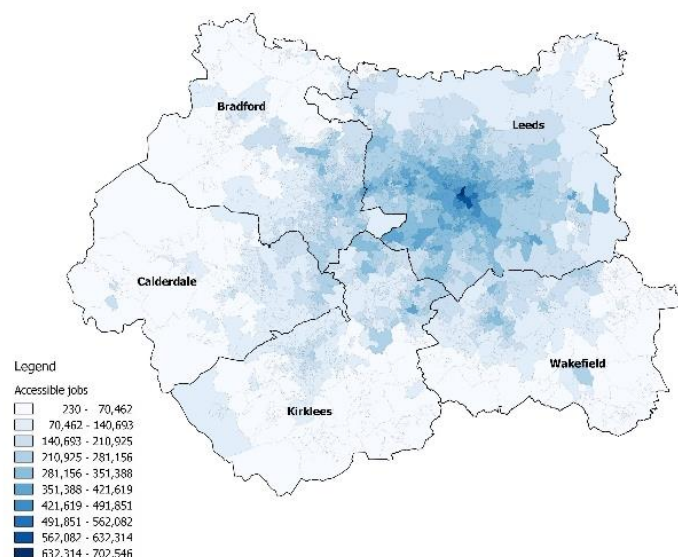 Bradford
Leeds
Calderdale
Wakefield
Kirklees
Legend
Accessible jobs
230 - 70,462
70,462 - 140,693
140,693 - 210,925
210,925 - 281,156
281,156 - 351,388
351,388 - 421,619
421,619 - 491,851
491,851 - 562,082
562,082 - 632,314
632,314 - 702,546